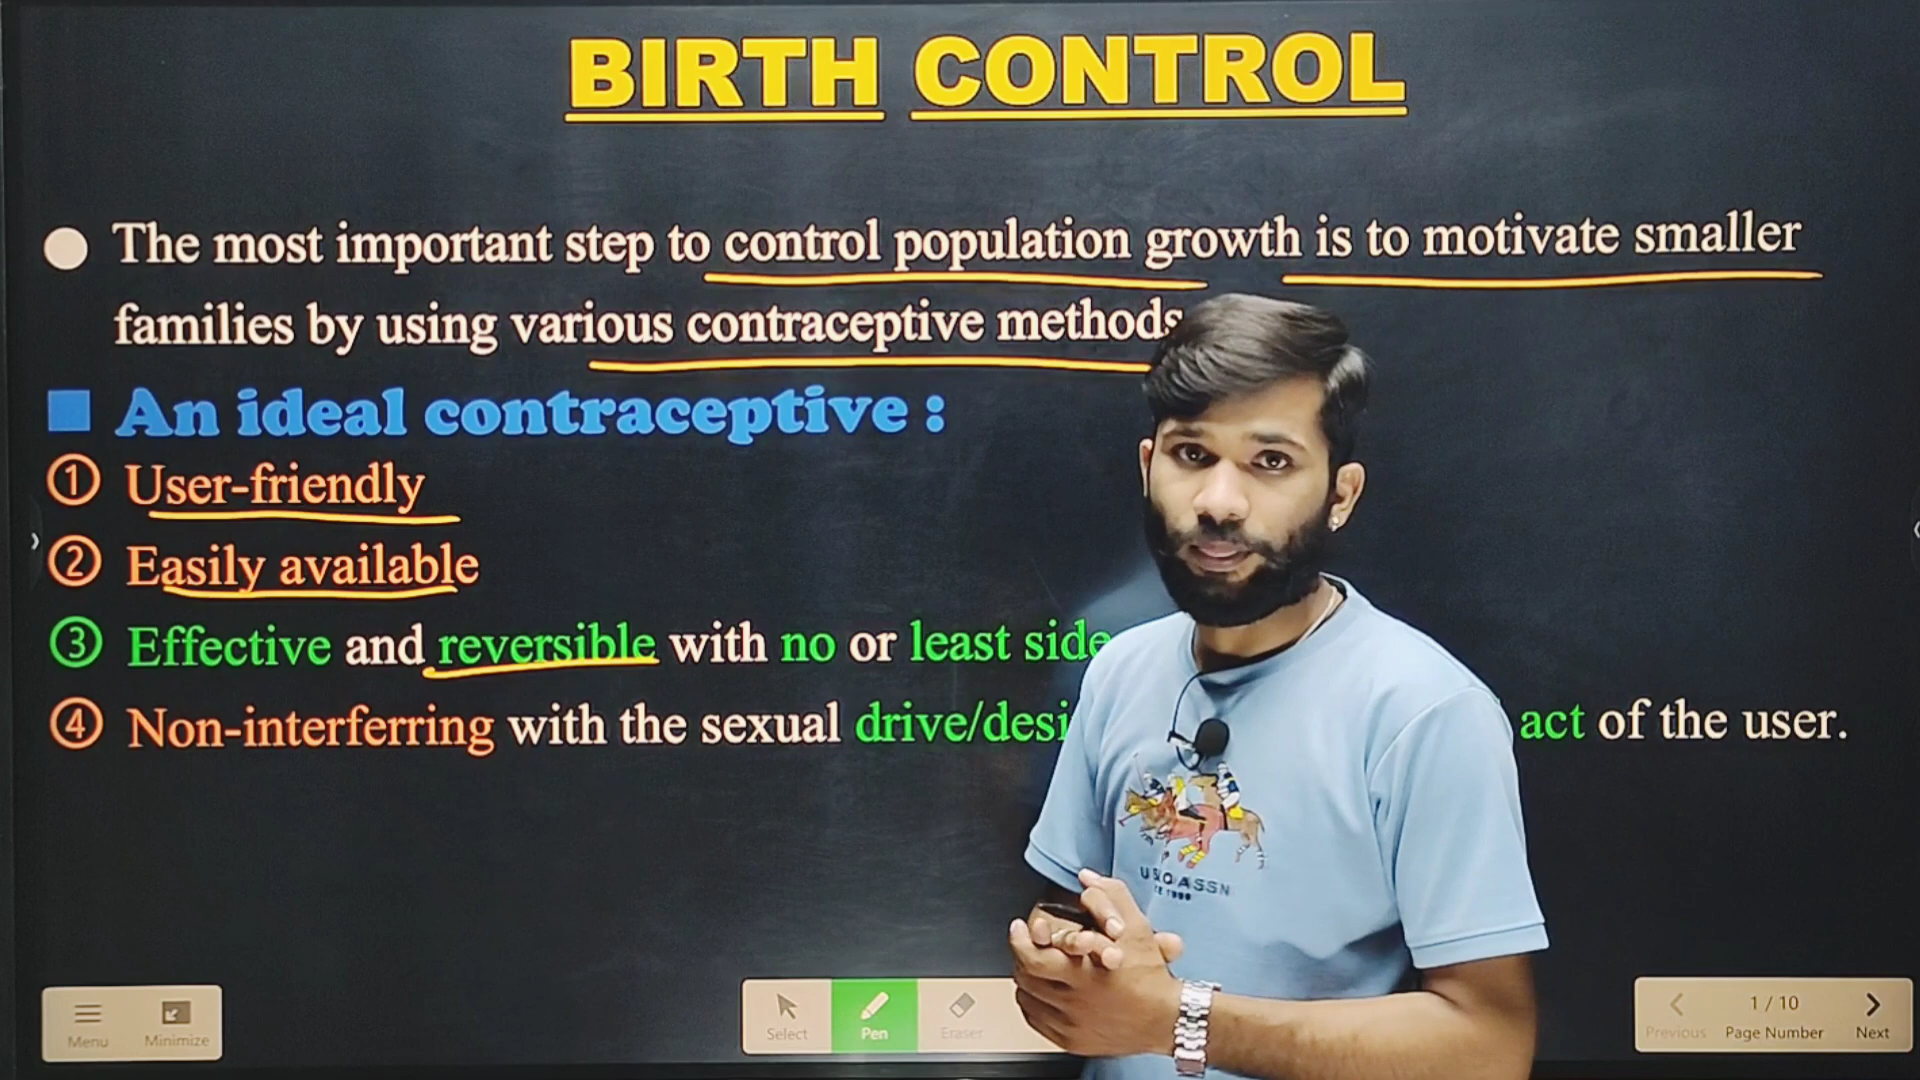 BIRTH CONTROL
The most important step to control population growth is to motivate smaller
families by using various contraceptive methods
An ideal contraceptive :
① User-friendly
② Easily available
③ Effective and reversible with no or least side
④ Non-interferring with the sexual drive/desi act of the user.
U ASSN
Menu
Minimize
Select
Pen
Eraser
1 / 10
Previous
Page Number
Next